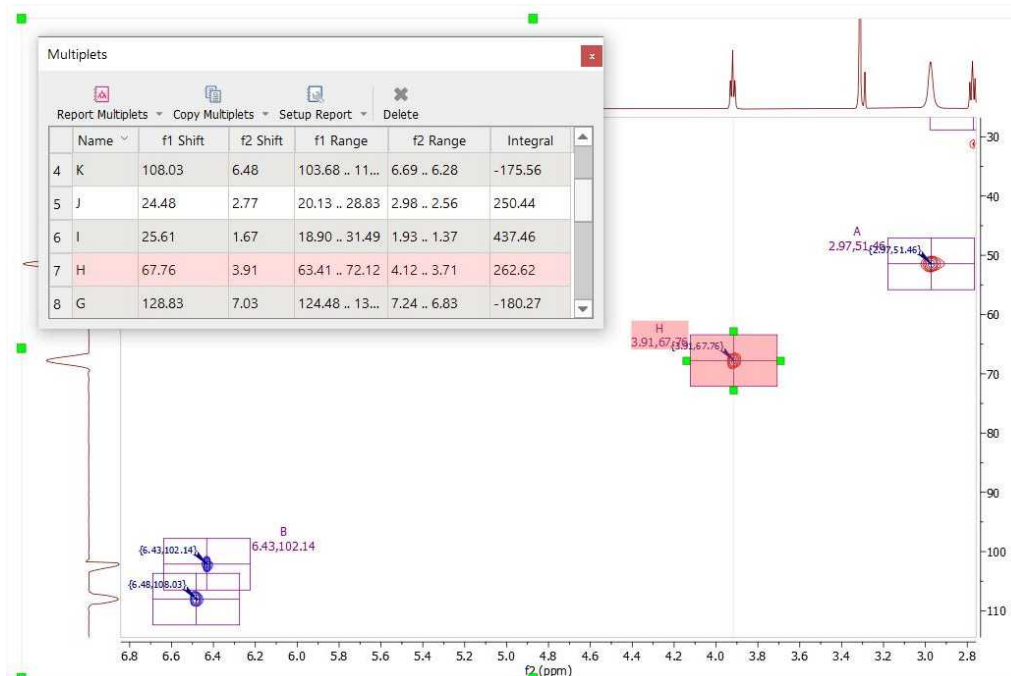 Multiplets
x
Report Multiplets Copy Multiplets Setup Report Delete
Name f1 Shift f2 Shift f1 Range f2 Range Integral
4 K 108.03 6.48 103.68 .. 11... 6.69 .. 6.28 -175.56
5 J 24.48 2.77 20.13 .. 28.83 2.98 .. 2.56 250.44
6 I 25.61 1.67 18.90 .. 31.49 1.93 .. 1.37 437.46
7 H 67.76 3.91 63.41 .. 72.12 4.12 .. 3.71 262.62
8 G 128.83 7.03 124.48 .. 13... 7.24 .. 6.83 -180.27
30
40
50
60
70
80
90
100
110
A
2.97,51.46
{2.97,51.46}
H
3.91,67.76
{3.91,67.76}
B
6.43,102.14
{6.43,102.14}
{6.48,108.03}
6.8 6.6 6.4 6.2 6.0 5.8 5.6 5.4 5.2 5.0 4.8 4.6 4.4 4.2 4.0 3.8 3.6 3.4 3.2 3.0 2.8
f2 (ppm)